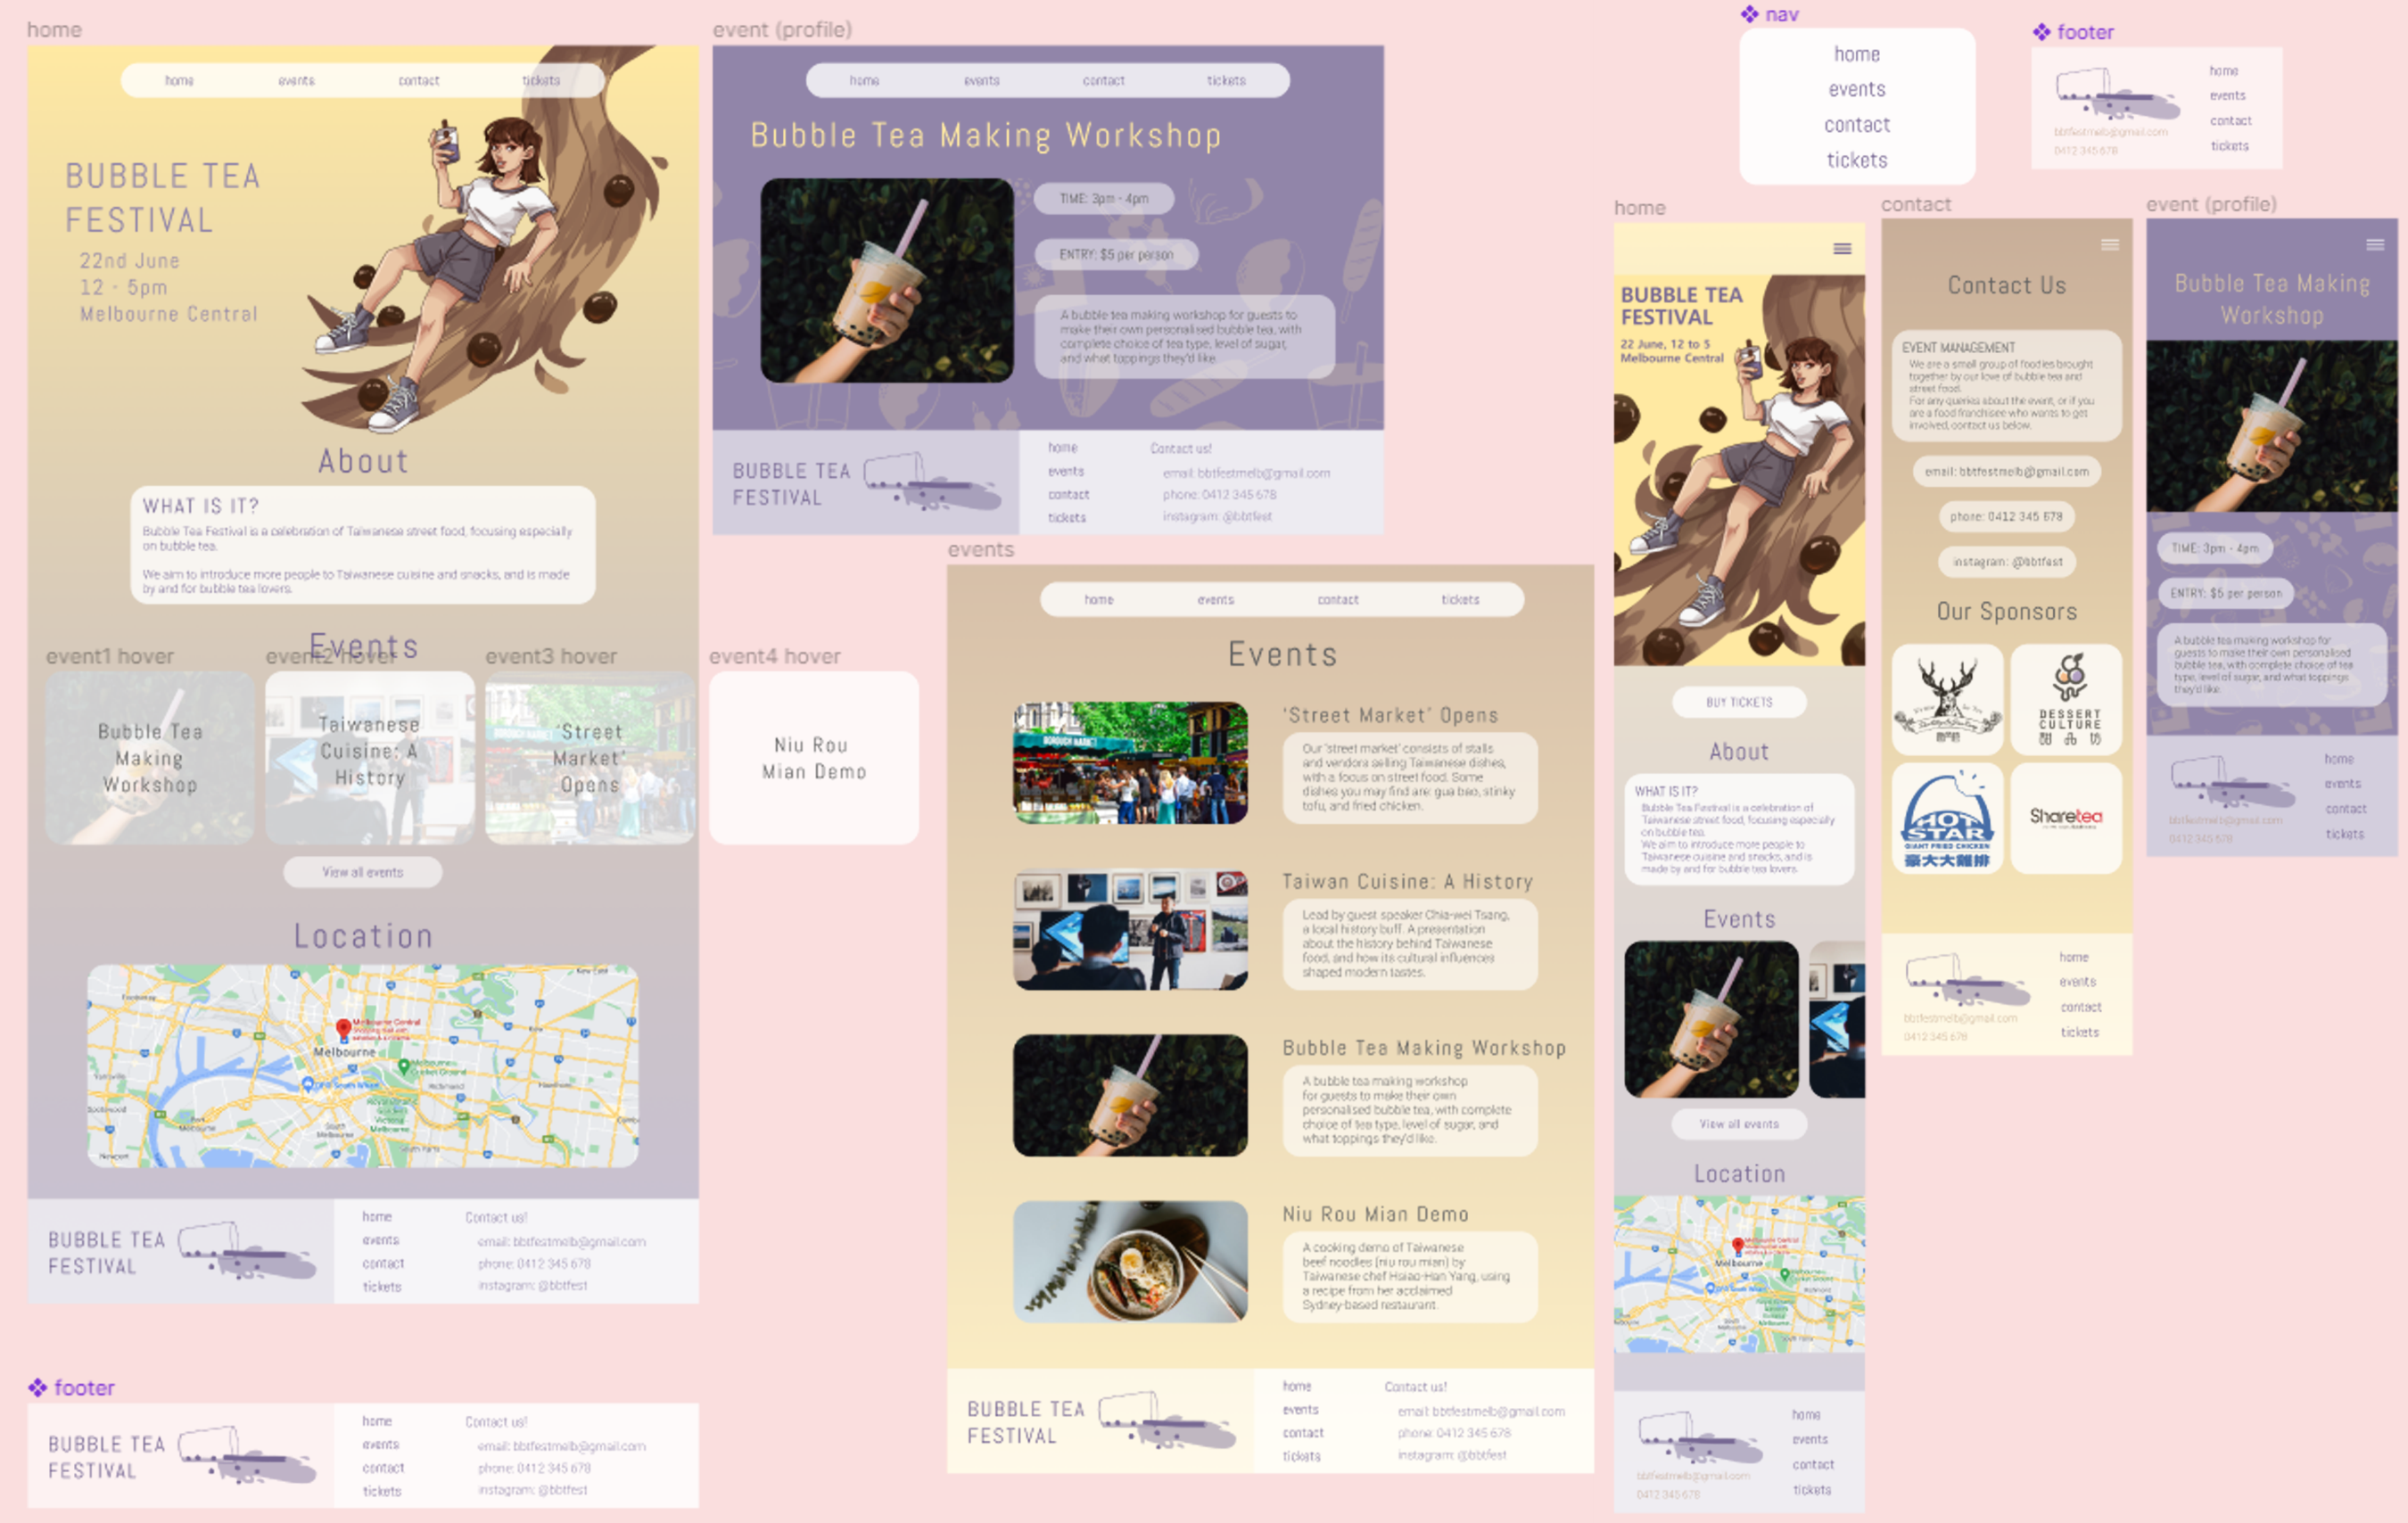 home
home events contact tickets
BUBBLE TEA
FESTIVAL
22nd June
12 - 5pm
Melbourne Central
About
WHAT IS IT?
Bubble Tea Festival is a celebration of Taiwanese street food, focusing especially
on bubble tea.
We aim to introduce more people to Taiwanese cuisine and snacks, and is made
by and for bubble tea lovers.
Events
event1 hover
event2 hover
event3 hover
event4 hover
Bubble Tea
Making
Workshop
Taiwanese
Cuisine: A
History
'Street
Market'
Opens
Niu Rou
Mian Demo
View all events
Location
Melbourne Central
Melbourne
BUBBLE TEA
FESTIVAL
home
events
contact
tickets
Contact us!
email: bbtfestmelb@gmail.com
phone: 0412 345 678
instagram: @bbtfest
footer
BUBBLE TEA
FESTIVAL
home
events
contact
tickets
Contact us!
email: bbtfestmelb@gmail.com
phone: 0412 345 678
instagram: @bbtfest
event (profile)
home events contact tickets
Bubble Tea Making Workshop
TIME: 3pm - 4pm
ENTRY: $5 per person
A bubble tea making workshop for guests to
make their own personalised bubble tea, with
complete choice of tea type, level of sugar,
and what toppings they'd like.
BUBBLE TEA
FESTIVAL
home
events
contact
tickets
Contact us!
email: bbtfestmelb@gmail.com
phone: 0412 345 678
instagram: @bbtfest
events
home events contact tickets
Events
BOROUGH MARKET
'Street Market' Opens
Our 'street market' consists of stalls
and vendors selling Taiwanese dishes,
with a focus on street food. Some
dishes you may find are: gua bao, stinky
tofu, and fried chicken.
Taiwan Cuisine: A History
Lead by guest speaker Chia-wei Tsang,
a local history buff. A presentation
about the history behind Taiwanese
food, and how its cultural influences
shaped modern tastes.
Bubble Tea Making Workshop
A bubble tea making workshop
for guests to make their own
personalised bubble tea, with complete
choice of tea type, level of sugar, and
what toppings they'd like.
Niu Rou Mian Demo
A cooking demo of Taiwanese
beef noodles (niu rou mian) by
Taiwanese chef Hsiao-Han Yang, using
a recipe from her acclaimed
Sydney-based restaurant.
BUBBLE TEA
FESTIVAL
home
events
contact
tickets
Contact us!
email: bbtfestmelb@gmail.com
phone: 0412 345 678
instagram: @bbtfest
nav
home
events
contact
tickets
footer
home
events
contact
tickets
bbtfestmelb@gmail.com
0412 345 678
home
BUBBLE TEA
FESTIVAL
22 June, 12 to 5
Melbourne Central
BUY TICKETS
About
WHAT IS IT?
Bubble Tea Festival is a celebration of
Taiwanese street food, focusing especially
on bubble tea.
We aim to introduce more people to
Taiwanese cuisine and snacks, and is
made by and for bubble tea lovers.
Events
View all events
Location
Melbourne
home
events
contact
tickets
bbtfestmelb@gmail.com
0412 345 678
contact
Contact Us
EVENT MANAGEMENT
We are a small group of foodies brought
together by our love of bubble tea and
street food.
For any queries about the event, or if you
are a food franchisee who wants to get
involved, contact us below.
email: bbtfestmelb@gmail.com
phone: 0412 345 678
instagram: @bbtfest
Our Sponsors
DESSERT
CULTURE
甜品坊
HOT
STAR
GIANT FRIED CHICKEN
豪大大雞排
Sharetea
home
events
contact
tickets
bbtfestmelb@gmail.com
0412 345 678
event (profile)
Bubble Tea Making
Workshop
TIME: 3pm - 4pm
ENTRY: $5 per person
A bubble tea making workshop for
guests to make their own personalised
bubble tea, with complete choice of tea
type, level of sugar, and what toppings
they'd like.
home
events
contact
tickets
bbtfestmelb@gmail.com
0412 345 678